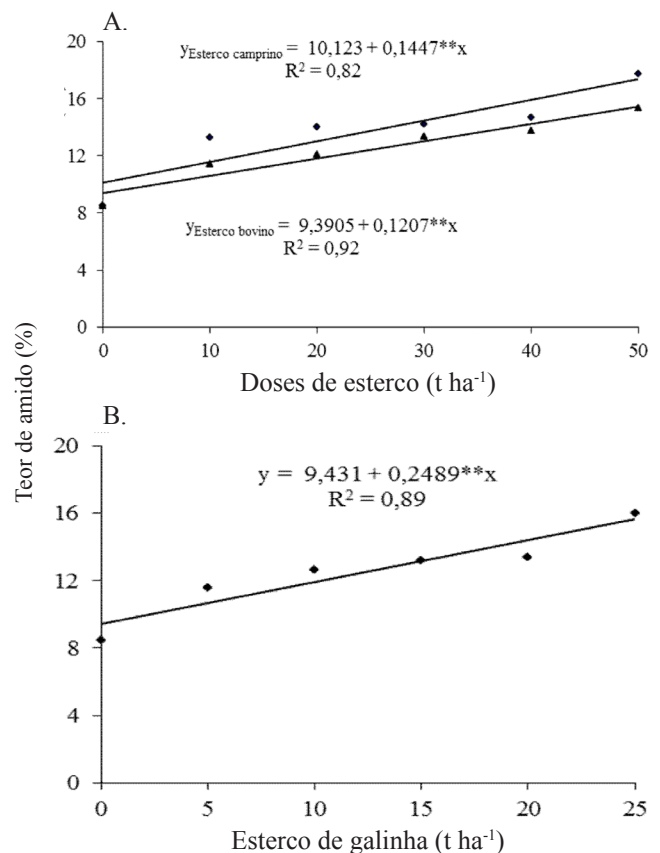 A.
20
16
12
8
4
0
y Esterco camprino = 10,123 + 0,1447**x
R² = 0,82
y Esterco bovino = 9,3905 + 0,1207**x
R² = 0,92
0 10 20 30 40 50
Doses de esterco (t ha⁻¹)
Teor de amido (%)
B.
20
16
12
8
4
0
y = 9,431 + 0,2489**x
R² = 0,89
0 5 10 15 20 25
Esterco de galinha (t ha⁻¹)